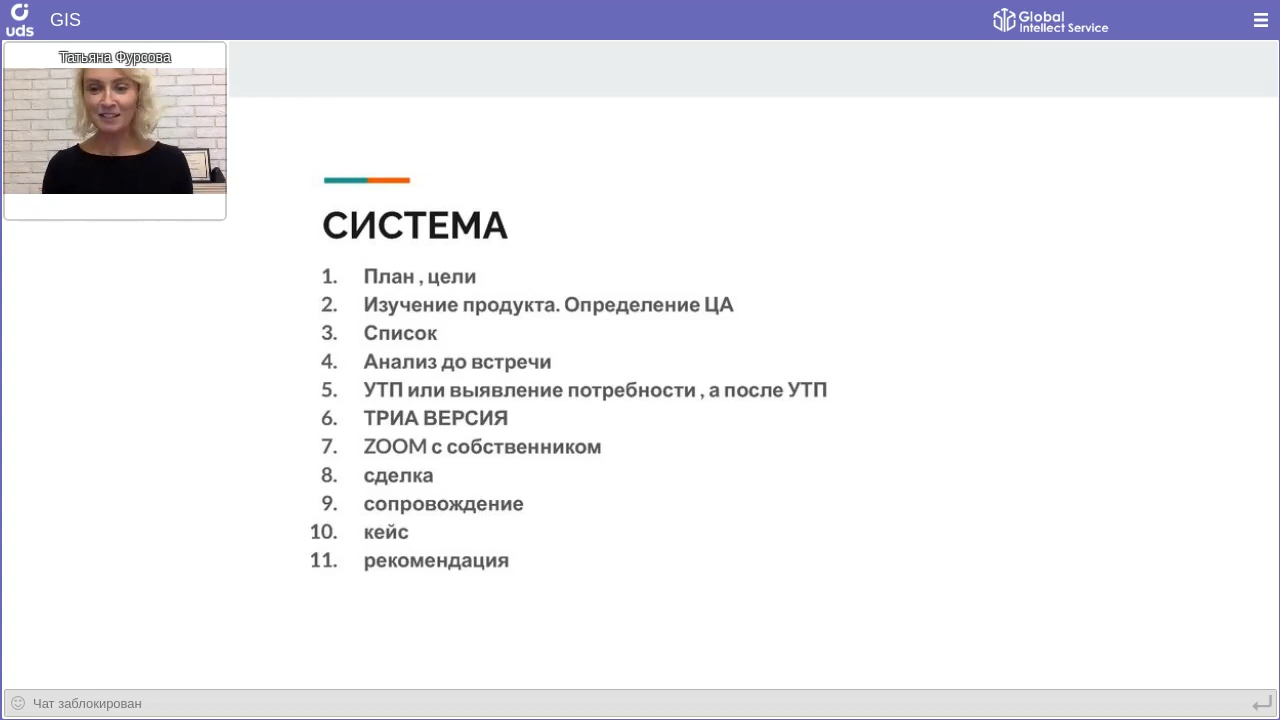 uds
GIS
Global
Intellect Service
Татьяна Фурсова
СИСТЕМА
1. План , цели
2. Изучение продукта. Определение ЦА
3. Список
4. Анализ до встречи
5. УТП или выявление потребности , а после УТП
6. ТРИА ВЕРСИЯ
7. ZOOM с собственником
8. сделка
9. сопровождение
10. кейс
11. рекомендация
Чат заблокирован